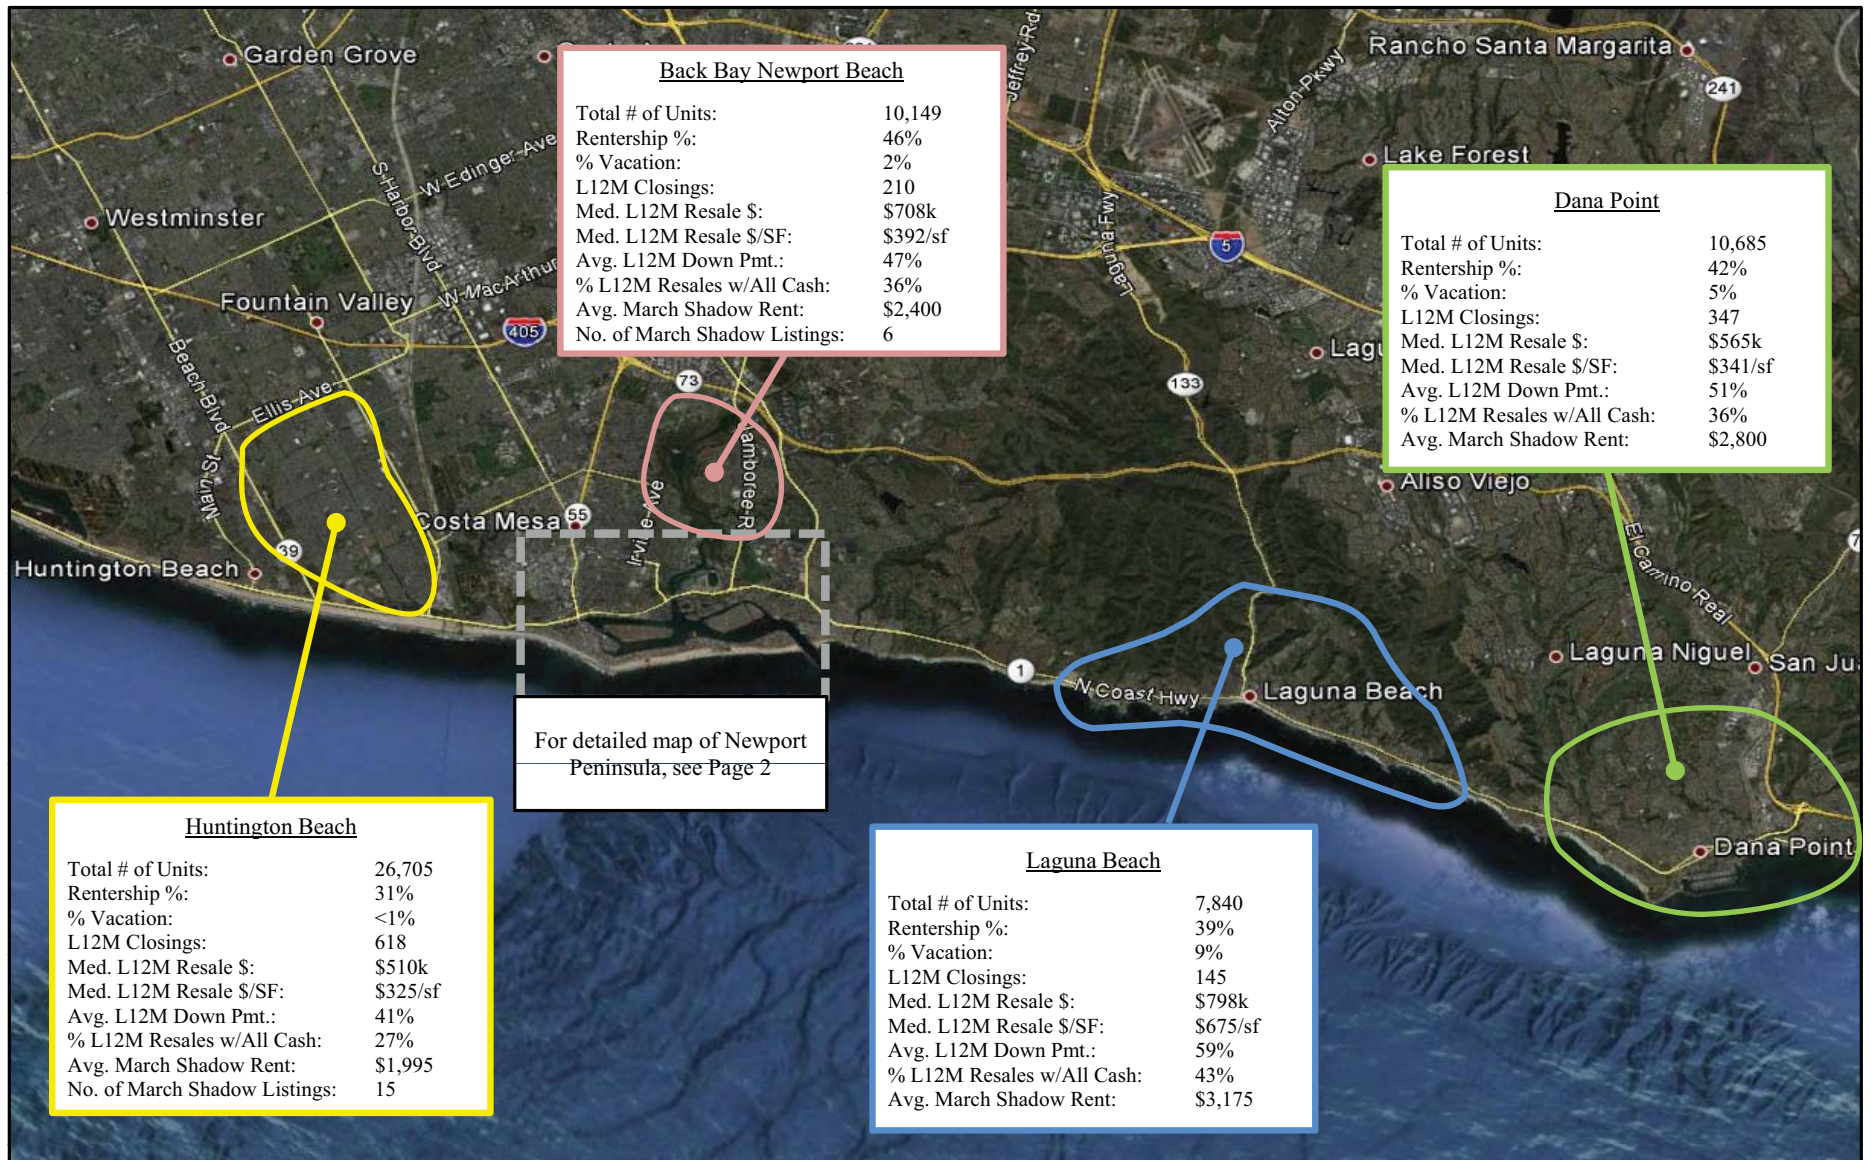 Garden Grove
Rancho Santa Margarita
241
Jeffrey Rd
Alton Pkwy
Lake Forest
W Edinger Ave
S Harbor Blvd
Westminster
Laguna Fwy
5
W MacArthur
Fountain Valley
405
Beach Blvd
Ellis Ave
Main St
73
133
Aliso Viejo
Costa Mesa
55
Irvine Ave
39
Huntington Beach
El Camino Real
Laguna Niguel
1
N Coast Hwy
Laguna Beach
Dana Point
Back Bay Newport Beach
Total # of Units: 10,149
Rentership %: 46%
% Vacation: 2%
L12M Closings: 210
Med. L12M Resale $: $708k
Med. L12M Resale $/SF: $392/sf
Avg. L12M Down Pmt.: 47%
% L12M Resales w/All Cash: 36%
Avg. March Shadow Rent: $2,400
No. of March Shadow Listings: 6
Dana Point
Total # of Units: 10,685
Rentership %: 42%
% Vacation: 5%
L12M Closings: 347
Med. L12M Resale $: $565k
Med. L12M Resale $/SF: $341/sf
Avg. L12M Down Pmt.: 51%
% L12M Resales w/All Cash: 36%
Avg. March Shadow Rent: $2,800
For detailed map of Newport
Peninsula, see Page 2
Huntington Beach
Total # of Units: 26,705
Rentership %: 31%
% Vacation: <1%
L12M Closings: 618
Med. L12M Resale $: $510k
Med. L12M Resale $/SF: $325/sf
Avg. L12M Down Pmt.: 41%
% L12M Resales w/All Cash: 27%
Avg. March Shadow Rent: $1,995
No. of March Shadow Listings: 15
Laguna Beach
Total # of Units: 7,840
Rentership %: 39%
% Vacation: 9%
L12M Closings: 145
Med. L12M Resale $: $798k
Med. L12M Resale $/SF: $675/sf
Avg. L12M Down Pmt.: 59%
% L12M Resales w/All Cash: 43%
Avg. March Shadow Rent: $3,175